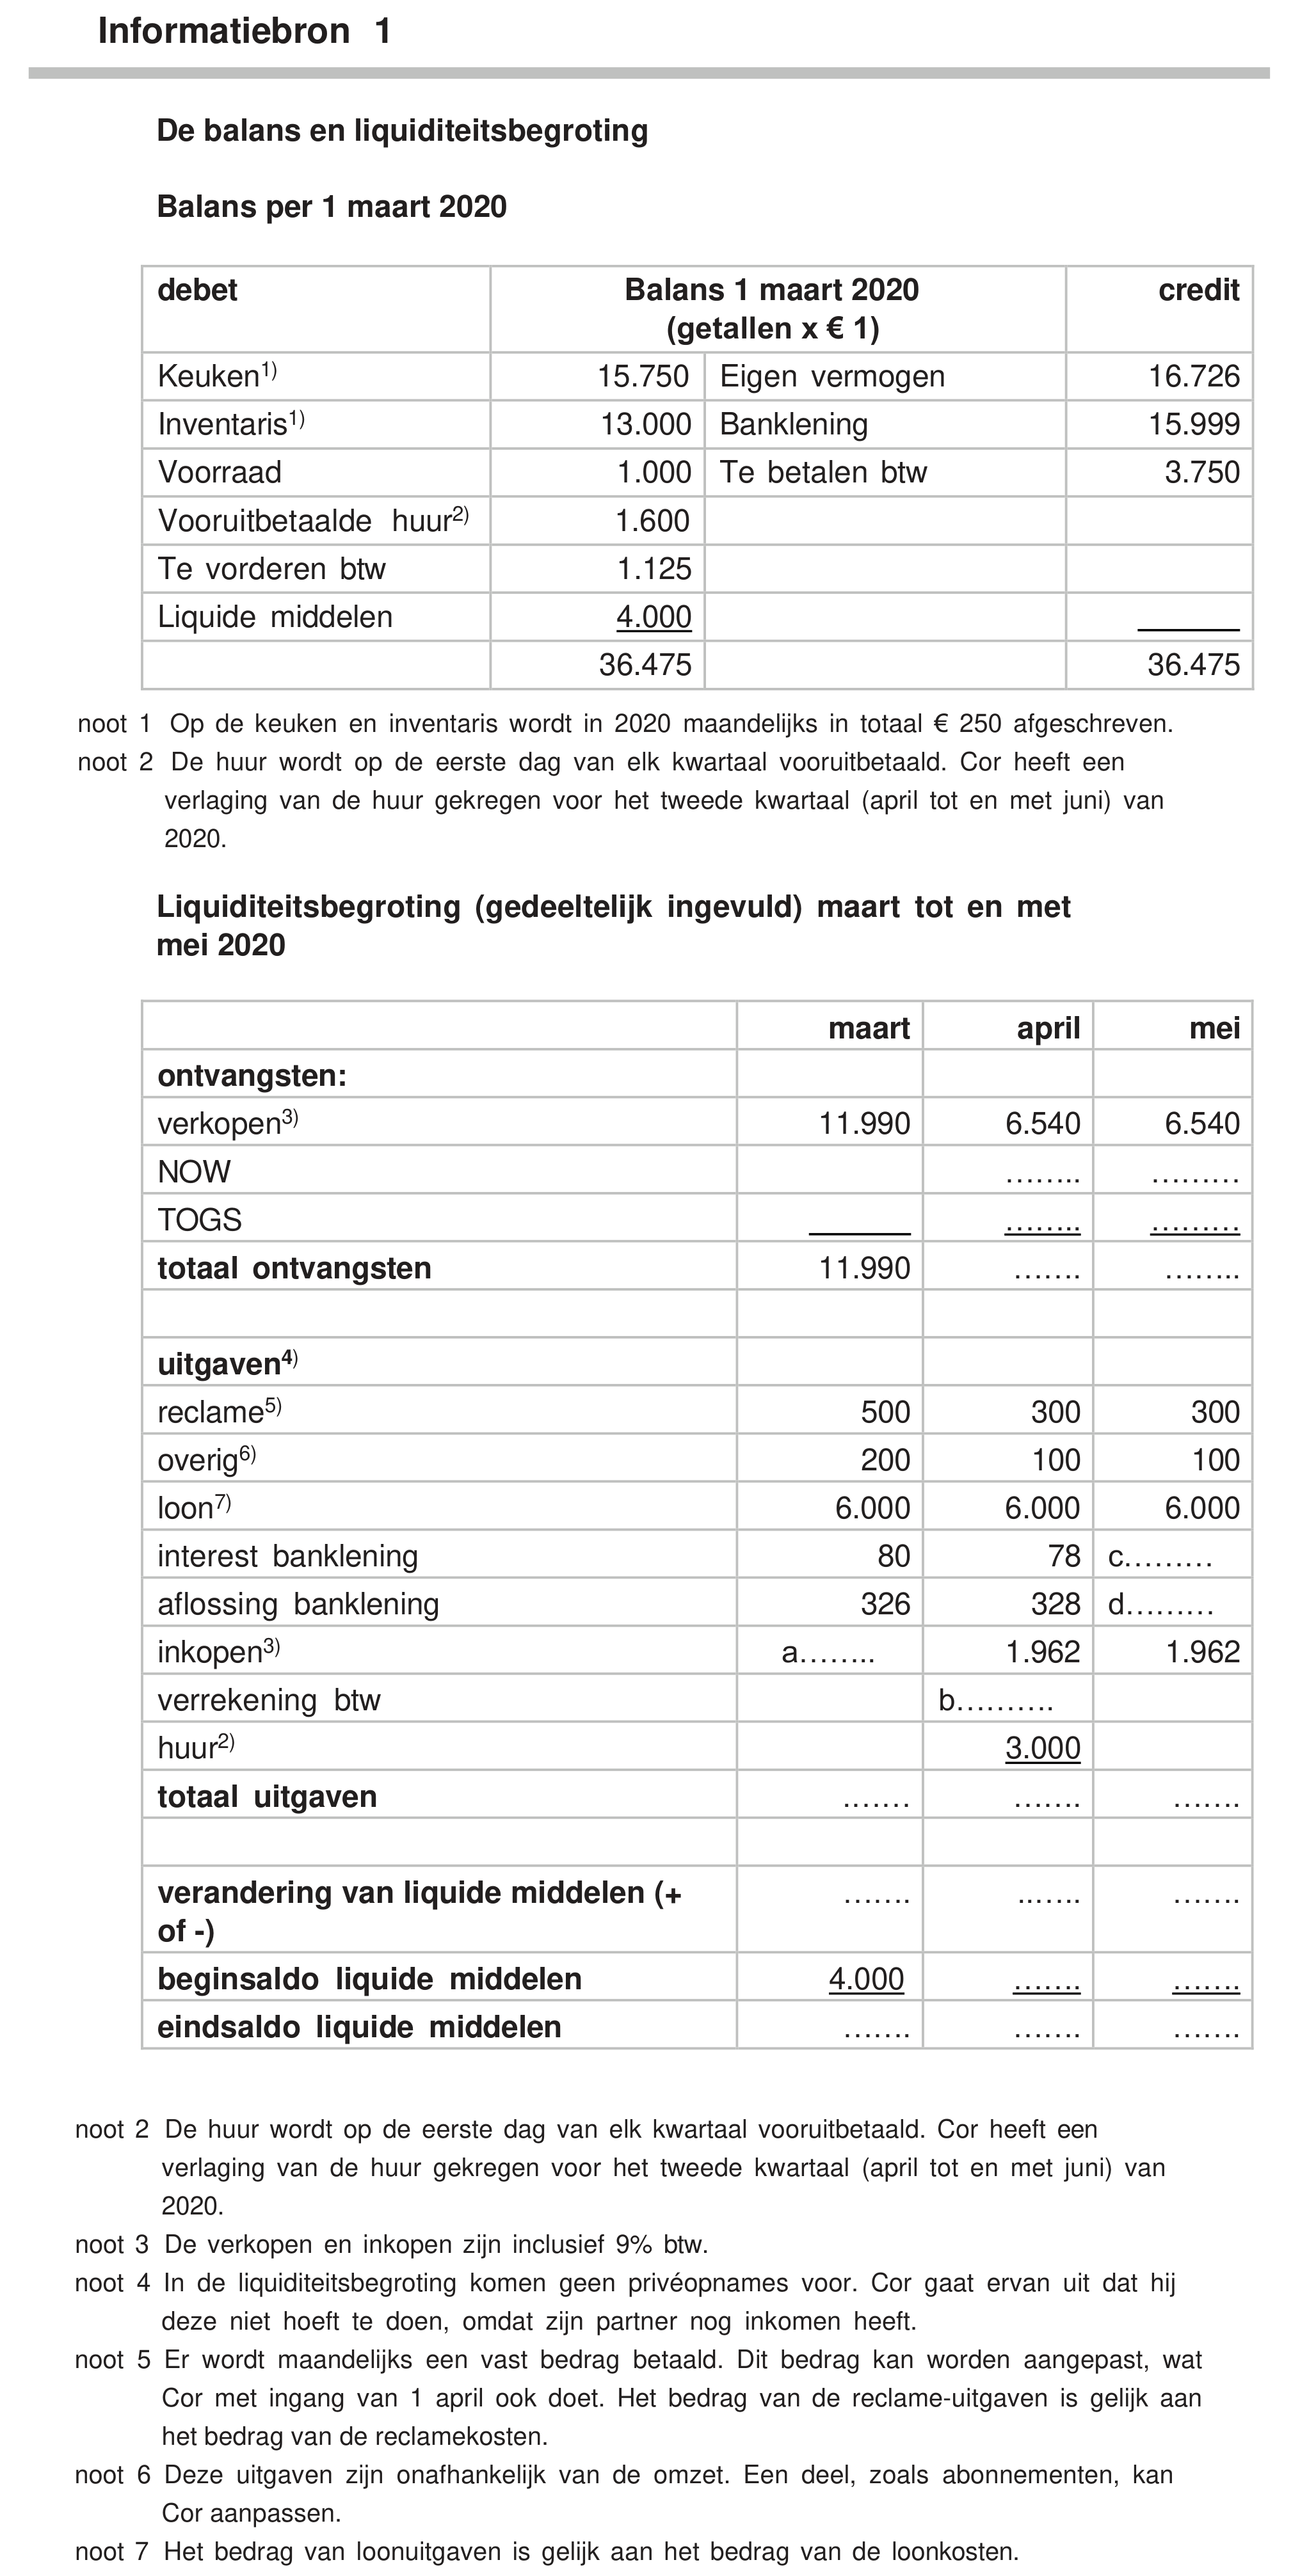 Informatiebron 1
De balans en liquiditeitsbegroting
Balans per 1 maart 2020
debet Balans 1 maart 2020 credit
(getallen x € 1)
Keuken1) 15.750 Eigen vermogen 16.726
Inventaris1) 13.000 Banklening 15.999
Voorraad 1.000 Te betalen btw 3.750
Vooruitbetaalde huur2) 1.600
Te vorderen btw 1.125
Liquide middelen 4.000
36.475 36.475
noot 1 Op de keuken en inventaris wordt in 2020 maandelijks in totaal € 250 afgeschreven.
noot 2 De huur wordt op de eerste dag van elk kwartaal vooruitbetaald. Cor heeft een
verlaging van de huur gekregen voor het tweede kwartaal (april tot en met juni) van
2020.
Liquiditeitsbegroting (gedeeltelijk ingevuld) maart tot en met
mei 2020
maart april mei
ontvangsten:
verkopen3) 11.990 6.540 6.540
NOW …….. ………
TOGS …….. ………
totaal ontvangsten 11.990 ……. ……..
uitgaven4)
reclame5) 500 300 300
overig6) 200 100 100
loon7) 6.000 6.000 6.000
interest banklening 80 78 c………
aflossing banklening 326 328 d………
inkopen3) a…….. 1.962 1.962
verrekening btw b……….
huur2) 3.000
totaal uitgaven ……. ……. …….
verandering van liquide middelen (+ ……. ..….. …….
of -)
beginsaldo liquide middelen 4.000 ……. …….
eindsaldo liquide middelen ……. ……. …….
noot 2 De huur wordt op de eerste dag van elk kwartaal vooruitbetaald. Cor heeft een
verlaging van de huur gekregen voor het tweede kwartaal (april tot en met juni) van
2020.
noot 3 De verkopen en inkopen zijn inclusief 9% btw.
noot 4 In de liquiditeitsbegroting komen geen privéopnames voor. Cor gaat ervan uit dat hij
deze niet hoeft te doen, omdat zijn partner nog inkomen heeft.
noot 5 Er wordt maandelijks een vast bedrag betaald. Dit bedrag kan worden aangepast, wat
Cor met ingang van 1 april ook doet. Het bedrag van de reclame-uitgaven is gelijk aan
het bedrag van de reclamekosten.
noot 6 Deze uitgaven zijn onafhankelijk van de omzet. Een deel, zoals abonnementen, kan
Cor aanpassen.
noot 7 Het bedrag van loonuitgaven is gelijk aan het bedrag van de loonkosten.